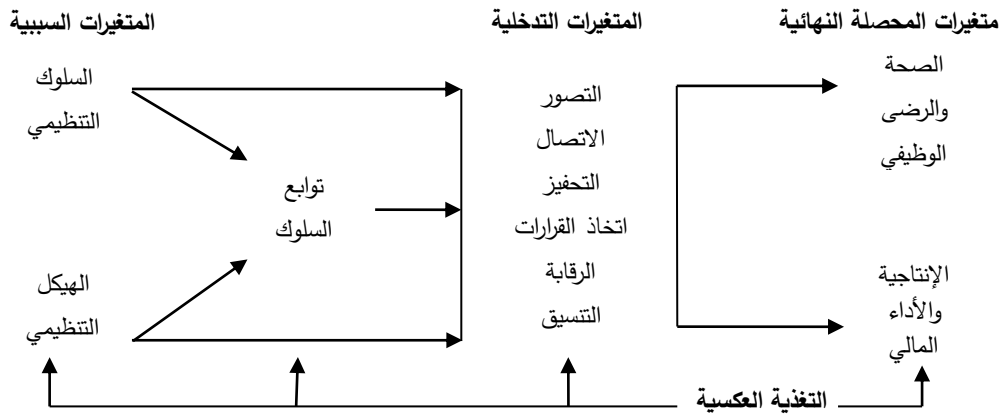 المتغيرات السببية
المتغيرات التدخلية
متغيرات المحصلة النهائية
السلوك
التنظيمي
الهيكل
التنظيمي
توابع
السلوك
التصور
الاتصال
التحفيز
اتخاذ القرارات
الرقابة
التنسيق
الصحة
والرضى
الوظيفي
الإنتاجية
والأداء
المالي
التغذية العكسية